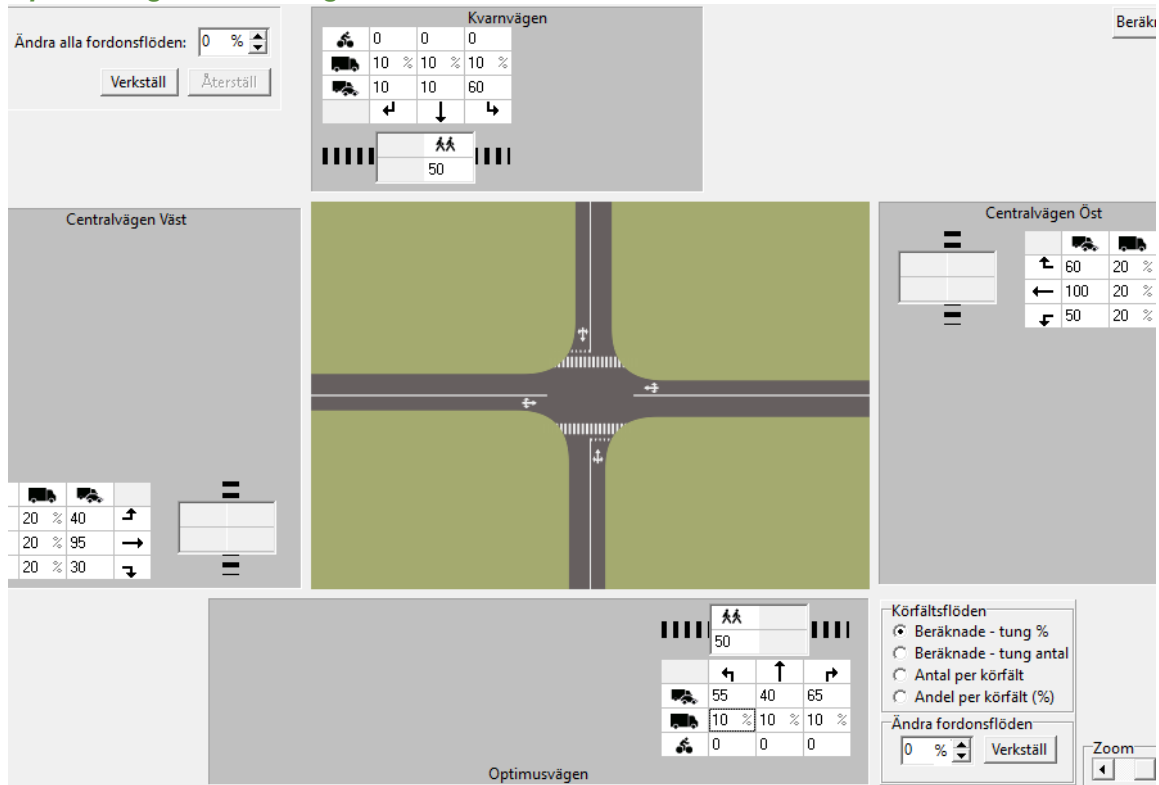 Kvarnvägen
Beräkn
Ändra alla fordonsflöden: 0 %
0 0 0
10 % 10 % 10 %
10 10 60
Verkställ Återställ
50
Centralvägen Väst
Centralvägen Öst
60 20 %
100 20 %
50 20 %
20 % 40
20 % 95
20 % 30
50
55 40 65
10 % 10 % 10 %
0 0 0
Optimusvägen
Körfältsflöden
Beräknade - tung %
Beräknade - tung antal
Antal per körfält
Andel per körfält (%)
Ändra fordonsflöden
0 % Verkställ
Zoom